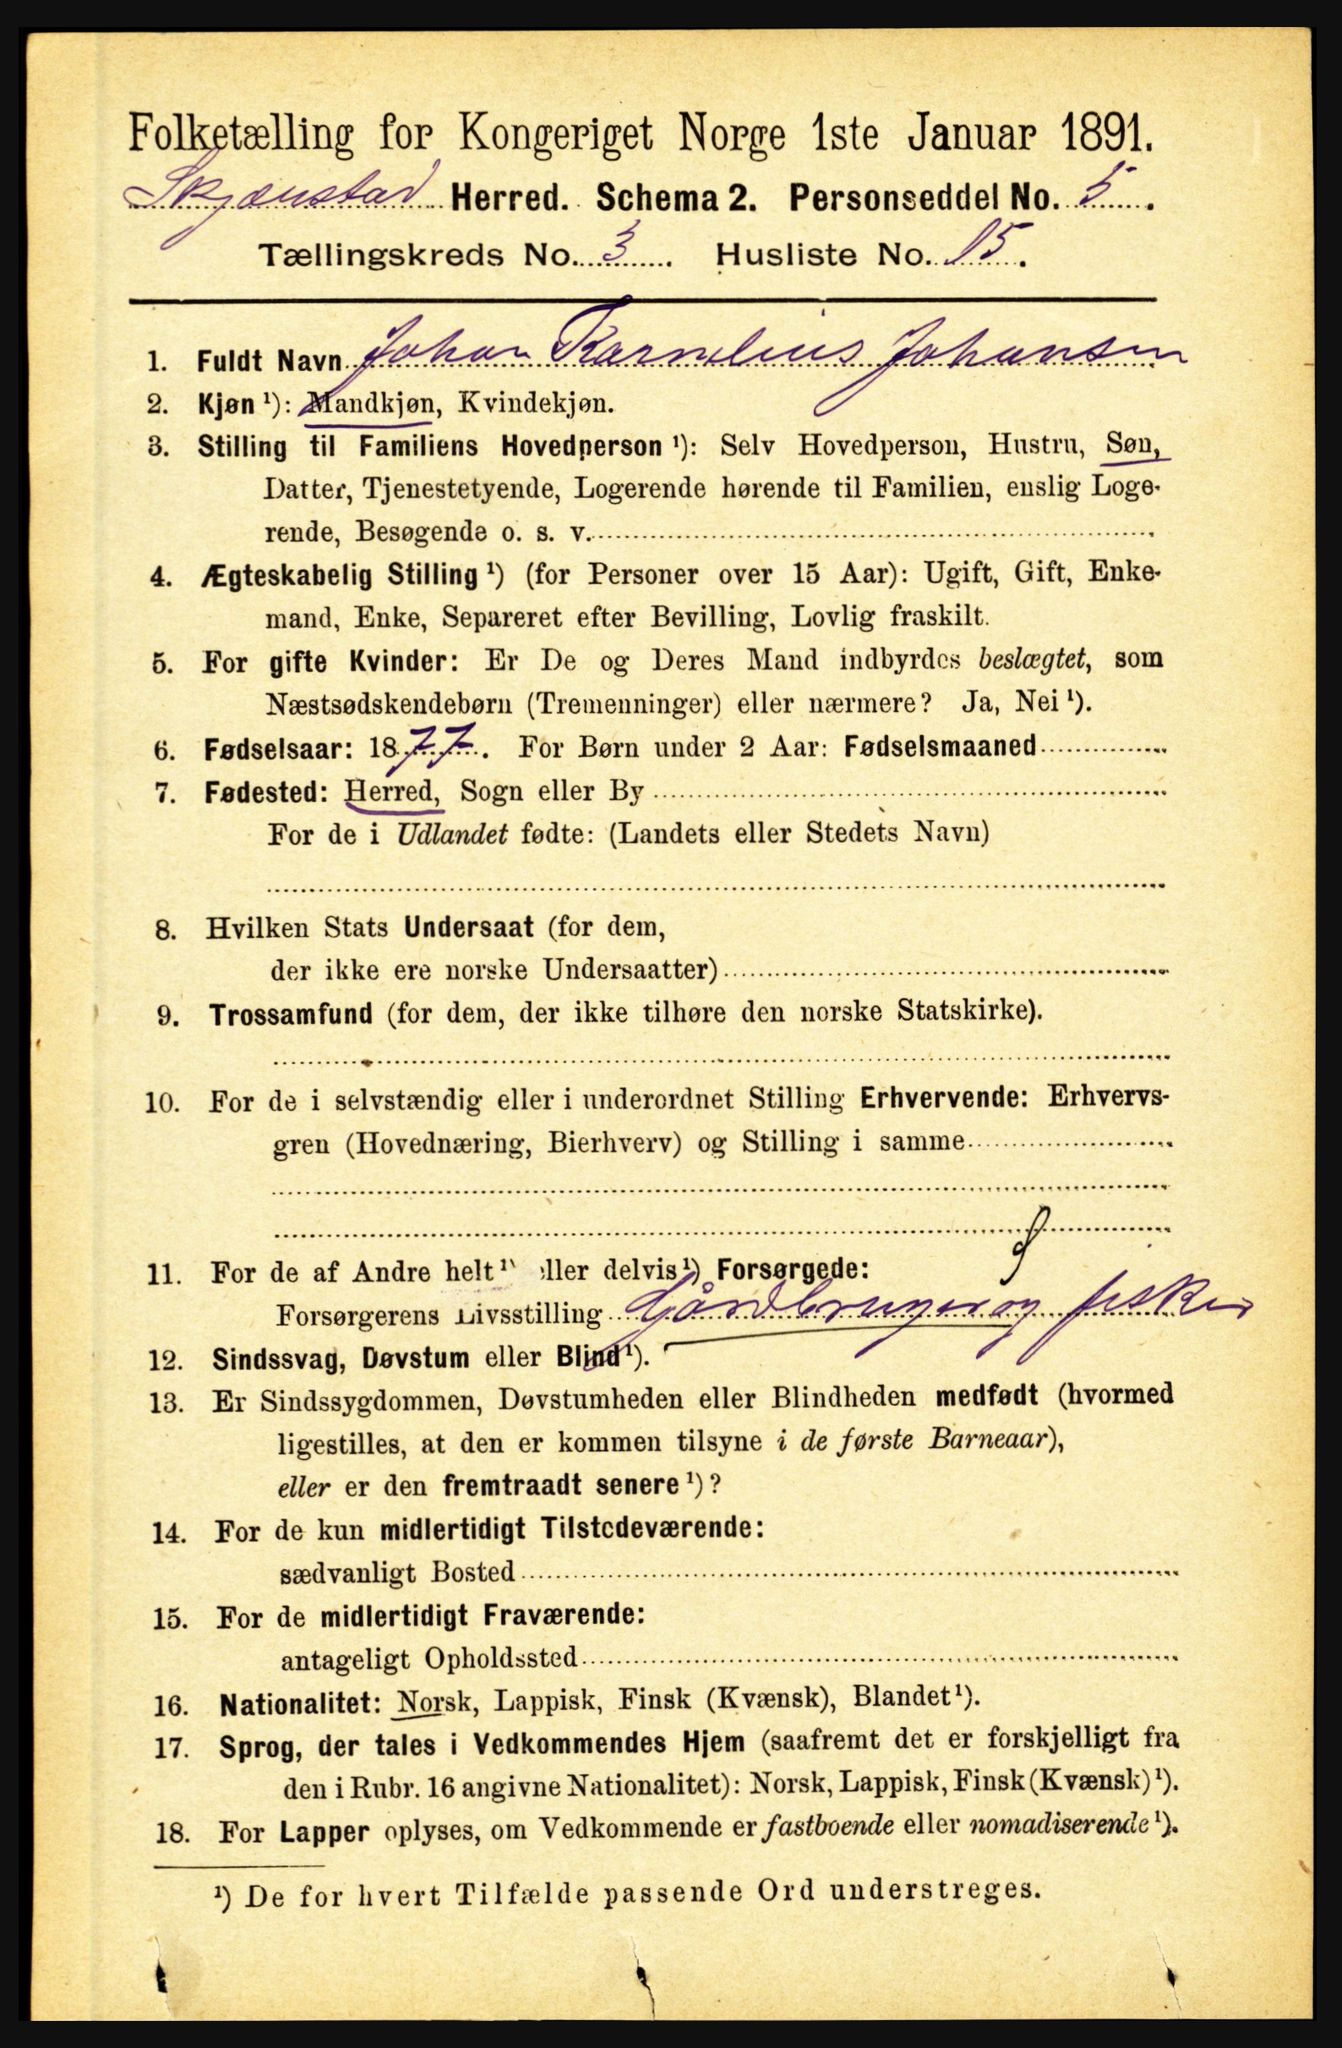 Folketælling for Kongeriget Norge 1ste Januar 1891.
Skjænstad Herred. Schema 2. Personseddel No. 5.
Tællingskreds No. 3. Husliste No. 15.
1. Fuldt Navn Johan Karnelius Johansen
2. Kjøn ¹): Mandkjøn, Kvindekjøn.
3. Stilling til Familiens Hovedperson ¹): Selv Hovedperson, Hustru, Søn,
Datter, Tjenestetyende, Logerende hørende til Familien, enslig Loge-
rende, Besøgende o. s. v.
4. Ægteskabelig Stilling ¹) (for Personer over 15 Aar): Ugift, Gift, Enke-
mand, Enke, Separeret efter Bevilling, Lovlig fraskilt.
5. For gifte Kvinder: Er De og Deres Mand indbyrdes beslægtet, som
Næstsødskendebørn (Tremenninger) eller nærmere? Ja, Nei ¹).
6. Fødselsaar: 1877. For Børn under 2 Aar: Fødselsmaaned
7. Fødested: Herred, Sogn eller By
For de i Udlandet fødte: (Landets eller Stedets Navn)
8. Hvilken Stats Undersaat (for dem,
der ikke ere norske Undersaatter)
9. Trossamfund (for dem, der ikke tilhøre den norske Statskirke).
10. For de i selvstændig eller i underordnet Stilling Erhvervende: Erhvervs-
gren (Hovednæring, Bierhverv) og Stilling i samme
11. For de af Andre helt ¹) eller delvis ¹) Forsørgede:
Forsørgerens Livsstilling Gårdbruger og fisker
12. Sindssvag, Døvstum eller Blind ¹).
13. Er Sindssygdommen, Døvstumheden eller Blindheden medfødt (hvormed
ligestilles, at den er kommen tilsyne i de første Barneaar),
eller er den fremtraadt senere ¹)?
14. For de kun midlertidigt Tilstedeværende:
sædvanligt Bosted
15. For de midlertidigt Fraværende:
antageligt Opholdssted
16. Nationalitet: Norsk, Lappisk, Finsk (Kvænsk), Blandet ¹).
17. Sprog, der tales i Vedkommendes Hjem (saafremt det er forskjelligt fra
den i Rubr. 16 angivne Nationalitet): Norsk, Lappisk, Finsk (Kvænsk) ¹).
18. For Lapper oplyses, om Vedkommende er fastboende eller nomadiserende ¹).
¹) De for hvert Tilfælde passende Ord understreges.